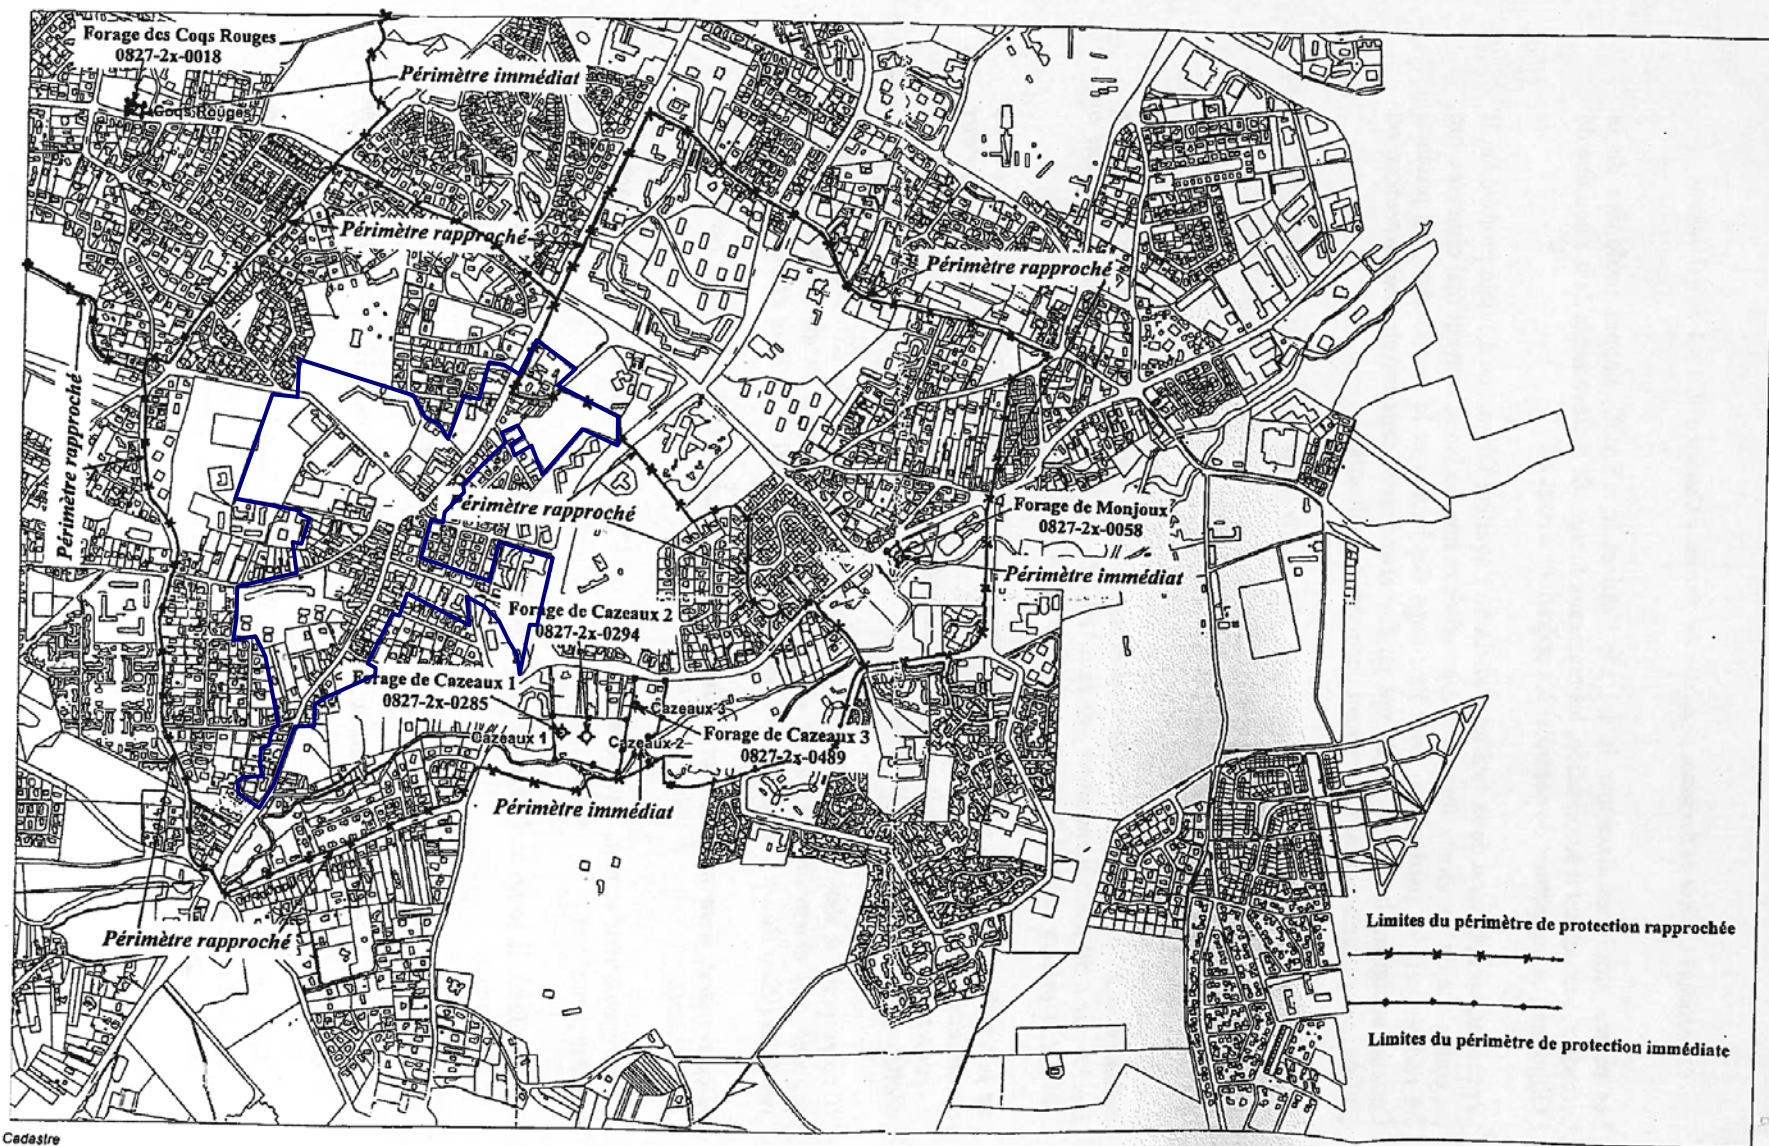 Forage des Coqs Rouges
0827-2x-0018
Périmètre immédiat
Coqs Rouges
Périmètre rapproché
Périmètre rapproché
Périmètre rapproché
Périmètre rapproché
Forage de Monjoux
0827-2x-0058
Périmètre immédiat
Forage de Cazeaux 2
0827-2x-0294
Forage de Cazeaux 1
0827-2x-0285
Cazeaux 3
Cazeaux 1
Cazeaux 2
Forage de Cazeaux 3
0827-2x-0489
Périmètre immédiat
Périmètre rapproché
Limites du périmètre de protection rapprochée
Limites du périmètre de protection immédiate
Cadastre